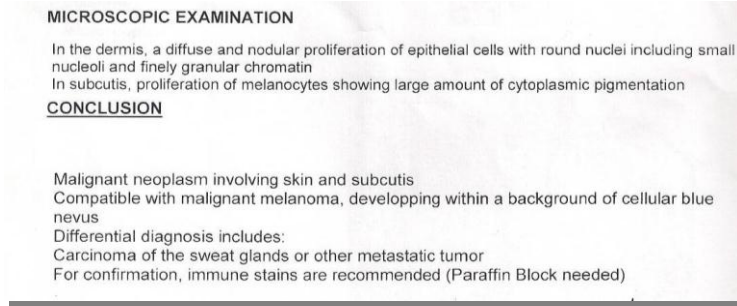 MICROSCOPIC EXAMINATION
In the dermis, a diffuse and nodular proliferation of epithelial cells with round nuclei including small
nucleoli and finely granular chromatin
In subcutis, proliferation of melanocytes showing large amount of cytoplasmic pigmentation
CONCLUSION
Malignant neoplasm involving skin and subcutis
Compatible with malignant melanoma, developping within a background of cellular blue
nevus
Differential diagnosis includes:
Carcinoma of the sweat glands or other metastatic tumor
For confirmation, immune stains are recommended (Paraffin Block needed)